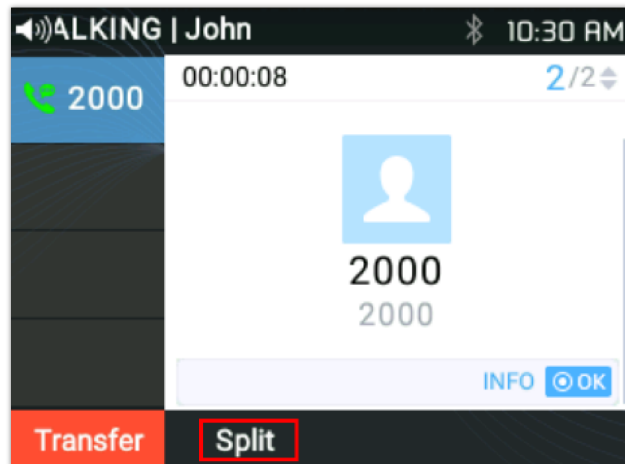 ALKING | John
10:30 AM
2000
00:00:08
2/2
2000
2000
INFO OK
Transfer
Split